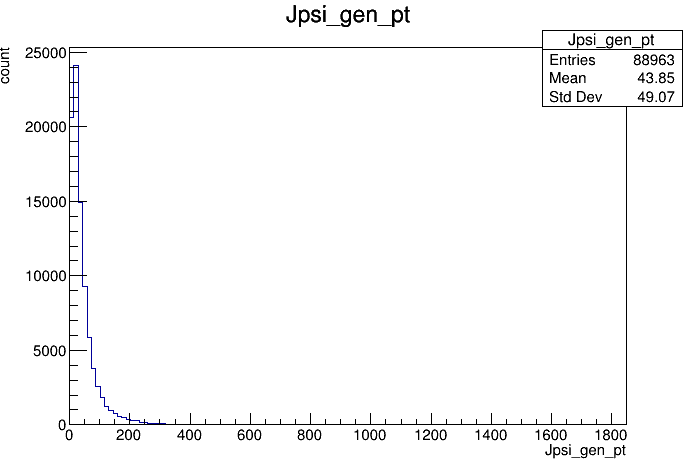 Jpsi_gen_pt
Jpsi_gen_pt
Entries 88963
Mean 43.85
Std Dev 49.07
count
25000
20000
15000
10000
5000
0
0 200 400 600 800 1000 1200 1400 1600 1800
Jpsi_gen_pt